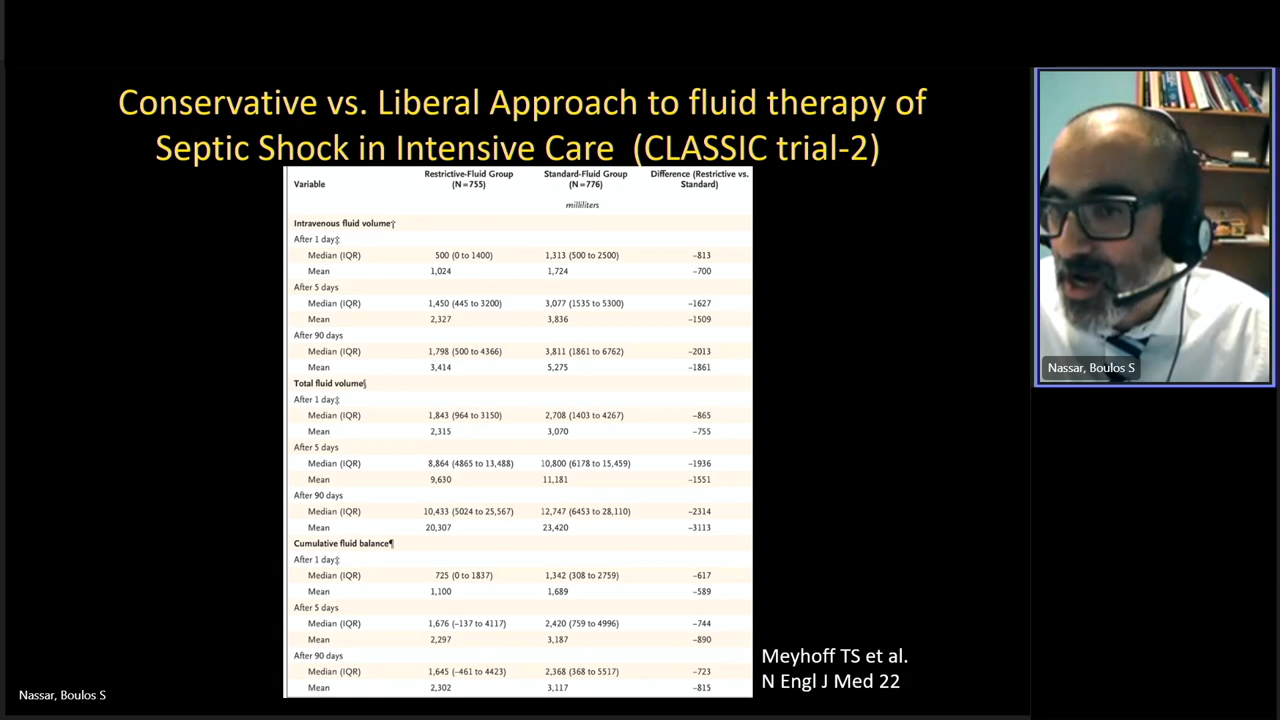 Conservative vs. Liberal Approach to fluid therapy of
Septic Shock in Intensive Care (CLASSIC trial-2)
Variable Restrictive-Fluid Group (N=755) Standard-Fluid Group (N=776) Difference (Restrictive vs. Standard)
milliliters
Intravenous fluid volume†
After 1 day‡
Median (IQR) 500 (0 to 1400) 1,313 (500 to 2500) −813
Mean 1,024 1,724 −700
After 5 days
Median (IQR) 1,450 (445 to 3200) 3,077 (1535 to 5300) −1627
Mean 2,327 3,836 −1509
After 90 days
Median (IQR) 1,798 (500 to 4366) 3,811 (1861 to 6762) −2013
Mean 3,414 5,275 −1861
Total fluid volume§
After 1 day‡
Median (IQR) 1,843 (964 to 3150) 2,708 (1403 to 4267) −865
Mean 2,315 3,070 −755
After 5 days
Median (IQR) 8,864 (4865 to 13,488) 10,800 (6178 to 15,459) −1936
Mean 9,630 11,181 −1551
After 90 days
Median (IQR) 10,433 (5024 to 25,567) 12,747 (6453 to 28,110) −2314
Mean 20,307 23,420 −3113
Cumulative fluid balance¶
After 1 day‡
Median (IQR) 725 (0 to 1837) 1,342 (308 to 2759) −617
Mean 1,100 1,689 −589
After 5 days
Median (IQR) 1,676 (−137 to 4117) 2,420 (759 to 4996) −744
Mean 2,297 3,187 −890
After 90 days
Median (IQR) 1,645 (−461 to 4423) 2,368 (368 to 5517) −723
Mean 2,302 3,117 −815
Meyhoff TS et al.
N Engl J Med 22
Nassar, Boulos S
Nassar, Boulos S